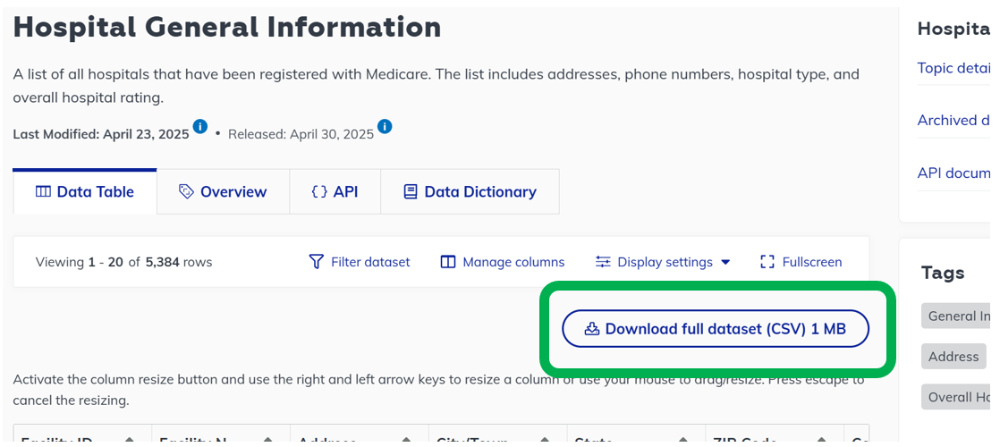 Hospital General Information
A list of all hospitals that have been registered with Medicare. The list includes addresses, phone numbers, hospital type, and
overall hospital rating.
Last Modified: April 23, 2025 • Released: April 30, 2025
Data Table Overview API Data Dictionary
Viewing 1 - 20 of 5,384 rows Filter dataset Manage columns Display settings Fullscreen
Download full dataset (CSV) 1 MB
Activate the column resize button and use the right and left arrow keys to resize a column or use your mouse to drag/resize. Press escape to
cancel the resizing.
Facility ID Facility N Address City/Town State ZIP Code Co
Hospita
Topic detai
Archived d
API docum
Tags
General In
Address
Overall Ho